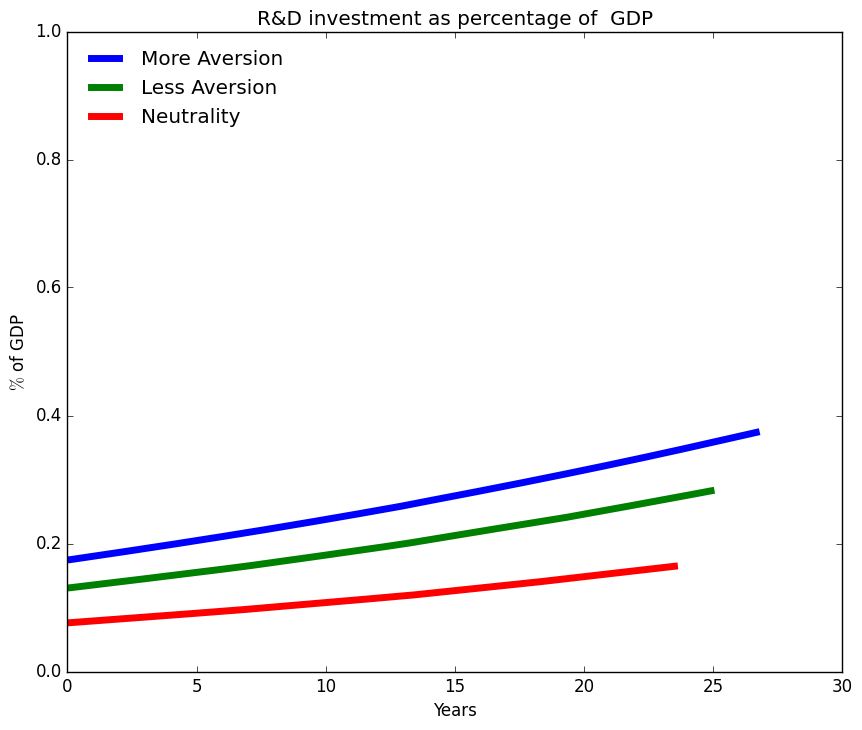 R&D investment as percentage of  GDP
1.0
0.8
0.6
0.4
0.2
0.0
% of GDP
More Aversion
Less Aversion
Neutrality
0 5 10 15 20 25 30
Years